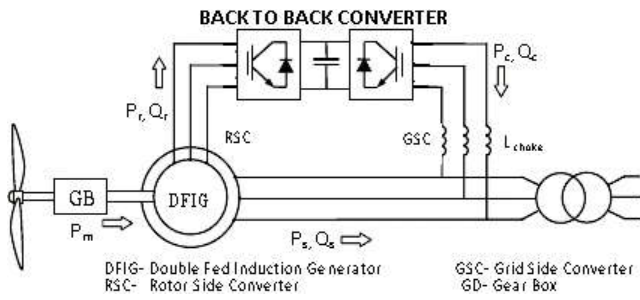 BACK TO BACK CONVERTER
Pc, Qc
Pr, Qr
RSC
GSC
Lchoke
GB
DFIG
Pm
Ps, Qs
DFIG- Double Fed Induction Generator
GSC- Grid Side Converter
RSC- Rotor Side Converter
GD- Gear Box